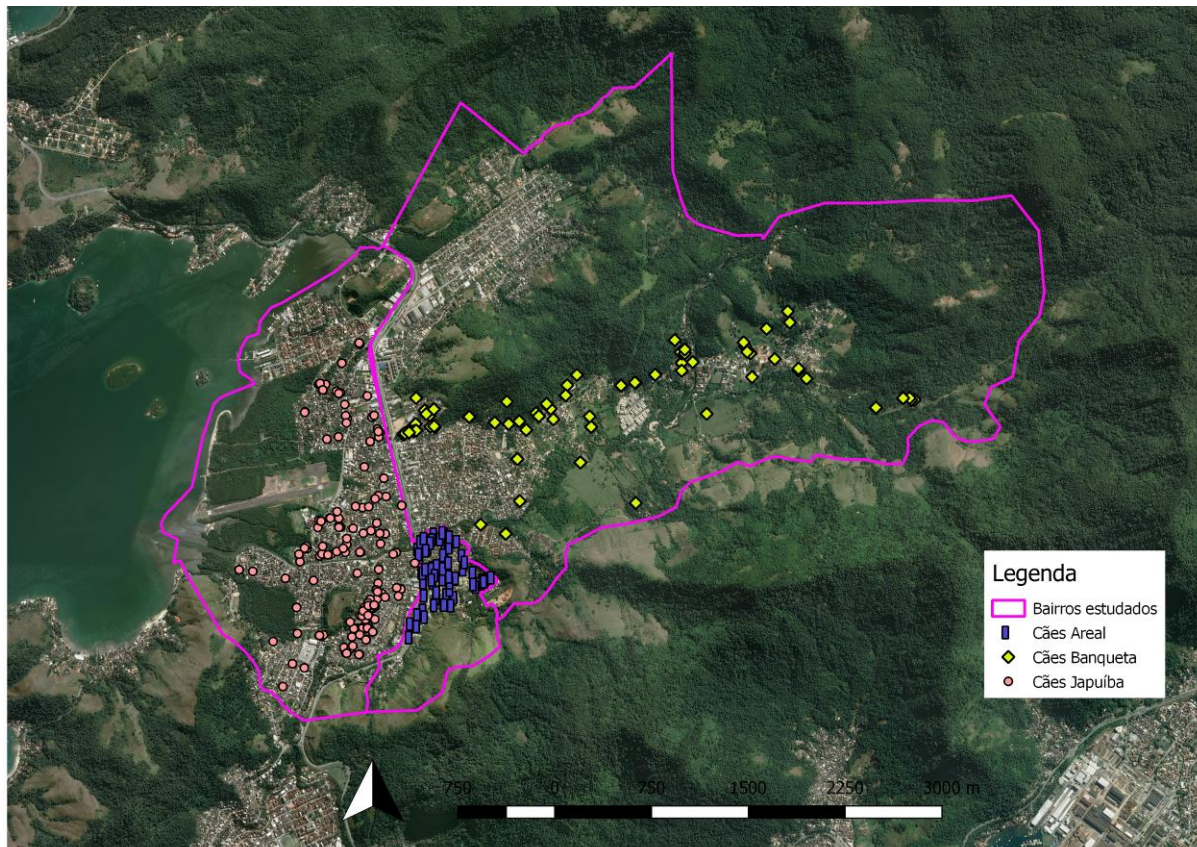 Legenda
Bairros estudados
Cães Areal
Cães Banqueta
Cães Japuíba
750 0 750 1500 2250 3000 m